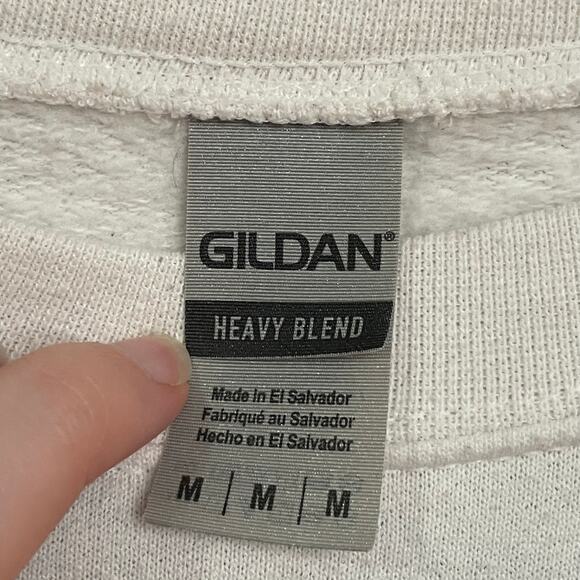 GILDAN®
HEAVY BLEND
Made in El Salvador
Fabriqué au Salvador
Hecho en El Salvador
M | M | M